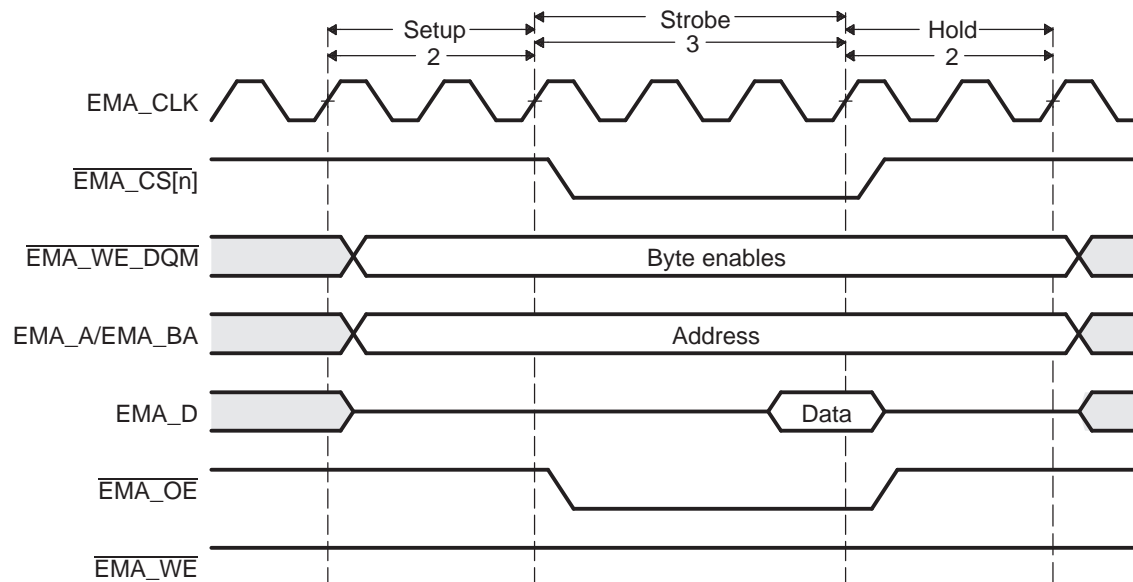 Setup
Strobe
Hold
2
3
2
EMA_CLK
EMA_CS[n]
EMA_WE_DQM
Byte enables
EMA_A/EMA_BA
Address
EMA_D
Data
EMA_OE
EMA_WE